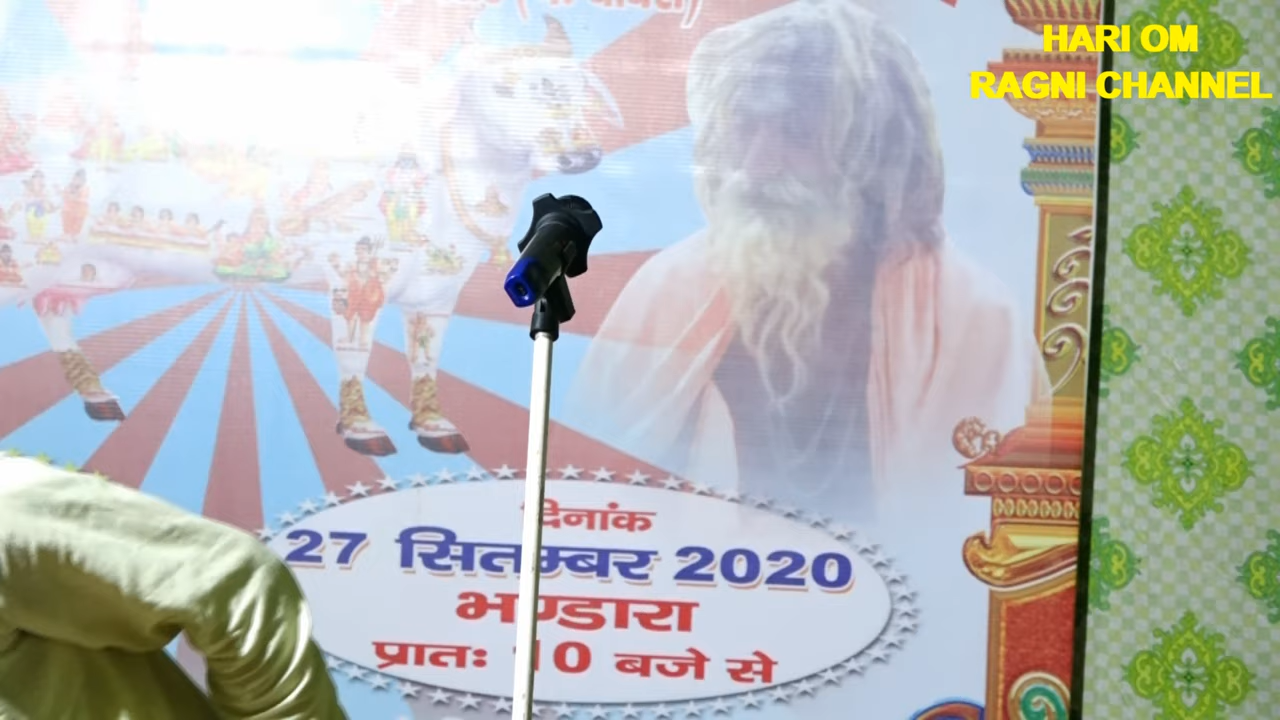 HARI OM
RAGNI CHANNEL
दिनांक
27 सितम्बर 2020
भण्डारा
प्रातः 10 बजे से